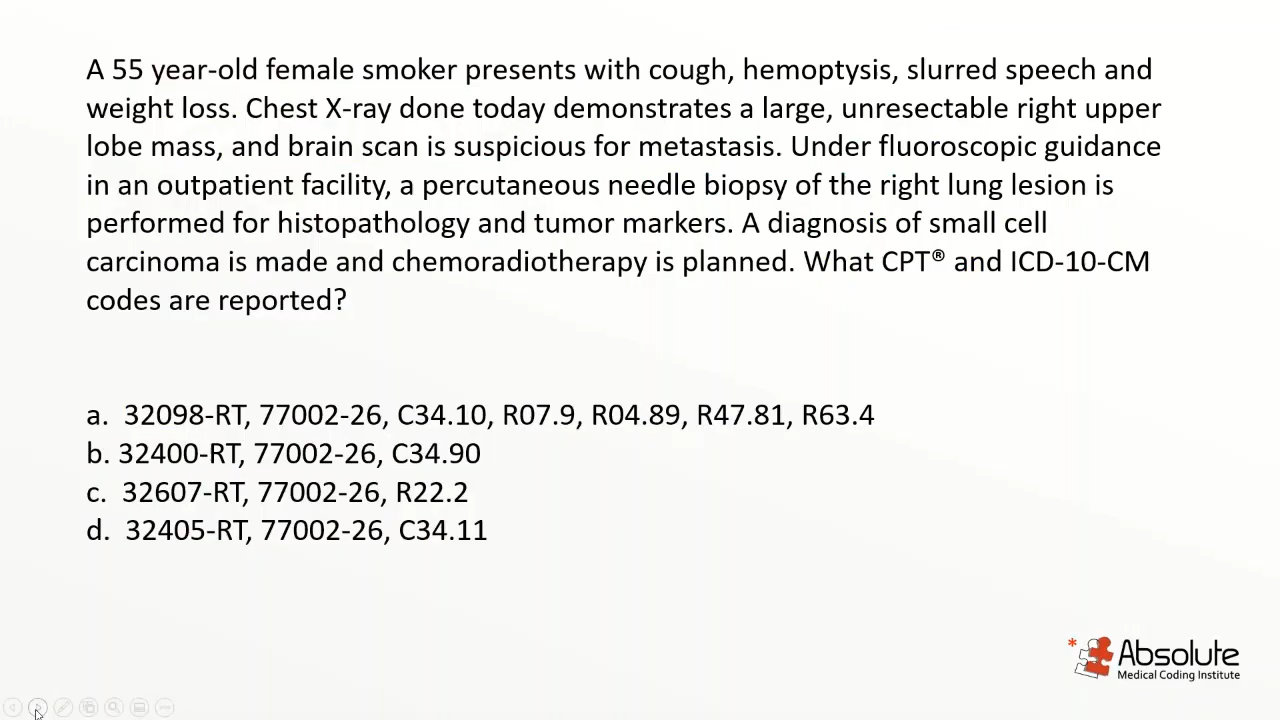 A 55 year-old female smoker presents with cough, hemoptysis, slurred speech and
weight loss. Chest X-ray done today demonstrates a large, unresectable right upper
lobe mass, and brain scan is suspicious for metastasis. Under fluoroscopic guidance
in an outpatient facility, a percutaneous needle biopsy of the right lung lesion is
performed for histopathology and tumor markers. A diagnosis of small cell
carcinoma is made and chemoradiotherapy is planned. What CPT® and ICD-10-CM
codes are reported?
a. 32098-RT, 77002-26, C34.10, R07.9, R04.89, R47.81, R63.4
b. 32400-RT, 77002-26, C34.90
c. 32607-RT, 77002-26, R22.2
d. 32405-RT, 77002-26, C34.11
* Absolute
Medical Coding Institute